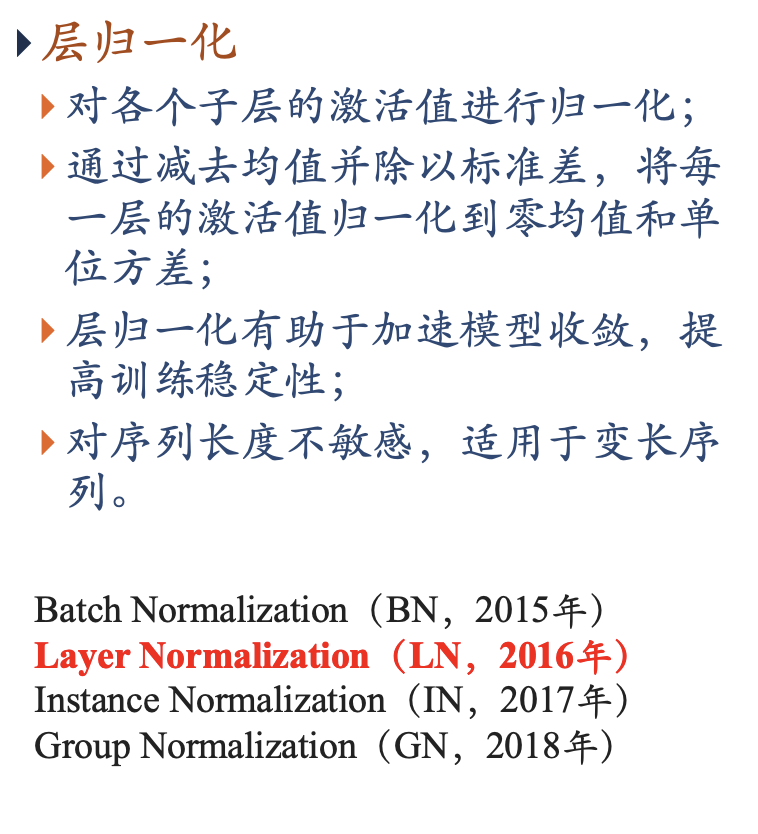 层归一化
对各个子层的激活值进行归一化；
通过减去均值并除以标准差，将每
一层的激活值归一化到零均值和单
位方差；
层归一化有助于加速模型收敛，提
高训练稳定性；
对序列长度不敏感，适用于变长序
列。
Batch Normalization（BN，2015年）
Layer Normalization（LN，2016年）
Instance Normalization（IN，2017年）
Group Normalization（GN，2018年）